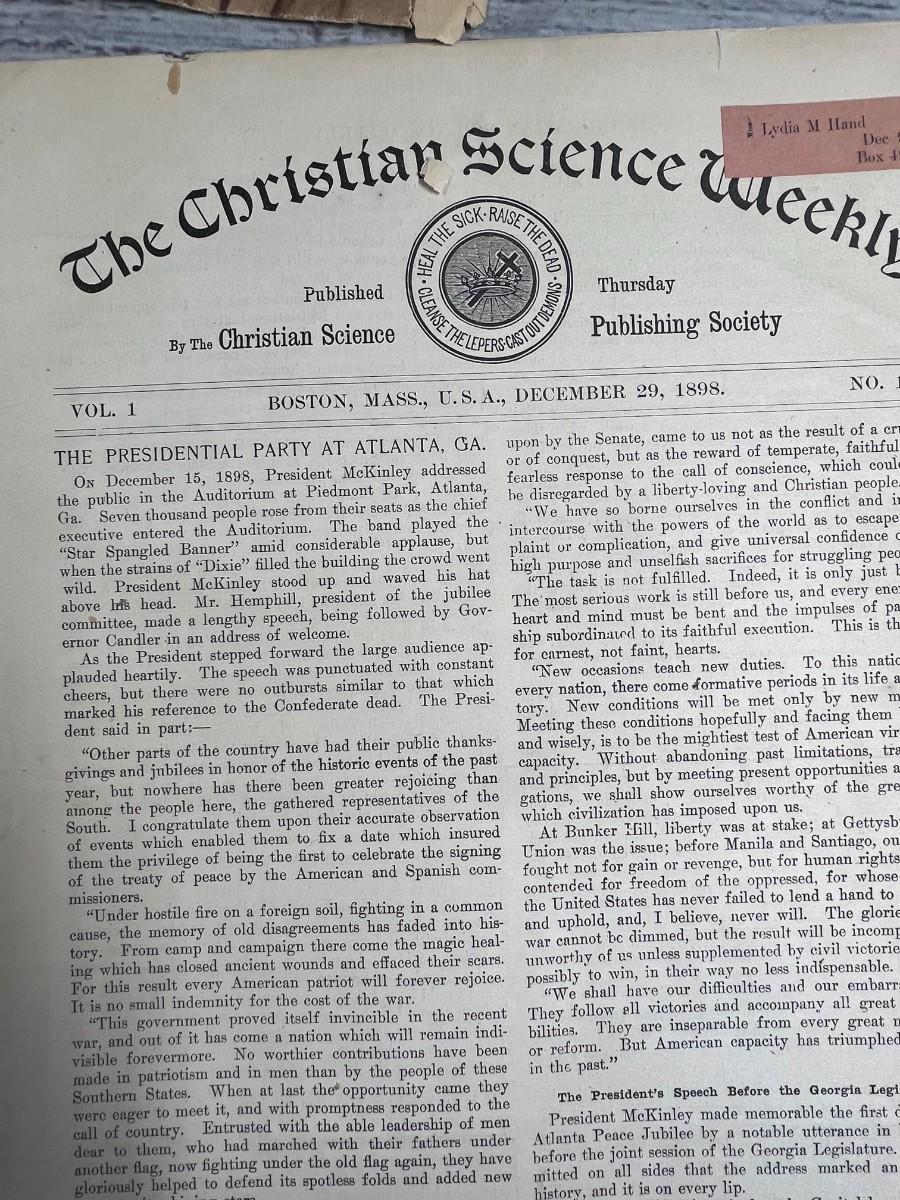 The Christian Science Weekly
Lydia M Hand
Dec
Box 4
HEAL THE SICK · RAISE THE DEAD · CLEANSE THE LEPERS · CAST OUT DEMONS ·
Published
Thursday
By The Christian Science
Publishing Society
VOL. 1
BOSTON, MASS., U. S. A., DECEMBER 29, 1898.
NO. 1
THE PRESIDENTIAL PARTY AT ATLANTA, GA.
ON December 15, 1898, President McKinley addressed
the public in the Auditorium at Piedmont Park, Atlanta,
Ga. Seven thousand people rose from their seats as the chief
executive entered the Auditorium. The band played the
“Star Spangled Banner” amid considerable applause, but
when the strains of “Dixie” filled the building the crowd went
wild. President McKinley stood up and waved his hat
above his head. Mr. Hemphill, president of the jubilee
committee, made a lengthy speech, being followed by Gov-
ernor Candler in an address of welcome.
As the President stepped forward the large audience ap-
plauded heartily. The speech was punctuated with constant
cheers, but there were no outbursts similar to that which
marked his reference to the Confederate dead. The Presi-
dent said in part:—
“Other parts of the country have had their public thanks-
givings and jubilees in honor of the historic events of the past
year, but nowhere has there been greater rejoicing than
among the people here, the gathered representatives of the
South. I congratulate them upon their accurate observation
of events which enabled them to fix a date which insured
them the privilege of being the first to celebrate the signing
of the treaty of peace by the American and Spanish com-
missioners.
“Under hostile fire on a foreign soil, fighting in a common
cause, the memory of old disagreements has faded into his-
tory. From camp and campaign there come the magic heal-
ing which has closed ancient wounds and effaced their scars.
For this result every American patriot will forever rejoice.
It is no small indemnity for the cost of the war.
“This government proved itself invincible in the recent
war, and out of it has come a nation which will remain indi-
visible forevermore. No worthier contributions have been
made in patriotism and in men than by the people of these
Southern States. When at last the opportunity came they
were eager to meet it, and with promptness responded to the
call of country. Entrusted with the able leadership of men
dear to them, who had marched with their fathers under
another flag, now fighting under the old flag again, they have
gloriously helped to defend its spotless folds and added new
upon by the Senate, came to us not as the result of a cr
or of conquest, but as the reward of temperate, faithful
fearless response to the call of conscience, which coul
be disregarded by a liberty-loving and Christian people.
“We have so borne ourselves in the conflict and i
intercourse with the powers of the world as to escape
plaint or complication, and give universal confidence
high purpose and unselfish sacrifices for struggling peo
“The task is not fulfilled. Indeed, it is only just
The most serious work is still before us, and every ene
heart and mind must be bent and the impulses of pa
ship subordinated to its faithful execution. This is th
for earnest, not faint, hearts.
“New occasions teach new duties. To this natio
every nation, there come formative periods in its life a
tory. New conditions will be met only by new m
Meeting these conditions hopefully and facing them
and wisely, is to be the mightiest test of American vir
capacity. Without abandoning past limitations, tra
and principles, but by meeting present opportunities a
gations, we shall show ourselves worthy of the gre
which civilization has imposed upon us.
At Bunker Hill, liberty was at stake; at Gettysb
Union was the issue; before Manila and Santiago, ou
fought not for gain or revenge, but for human rights
contended for freedom of the oppressed, for whose
the United States has never failed to lend a hand to
and uphold, and, I believe, never will. The glorie
war cannot be dimmed, but the result will be incomp
unworthy of us unless supplemented by civil victorie
possibly to win, in their way no less indispensable.
“We shall have our difficulties and our embarr
They follow all victories and accompany all great
bilities. They are inseparable from every great
or reform. But American capacity has triumphed
in the past.”
The President's Speech Before the Georgia Legi
President McKinley made memorable the first
Atlanta Peace Jubilee by a notable utterance in
before the joint session of the Georgia Legislature.
mitted on all sides that the address marked an
history, and it is on every lip.